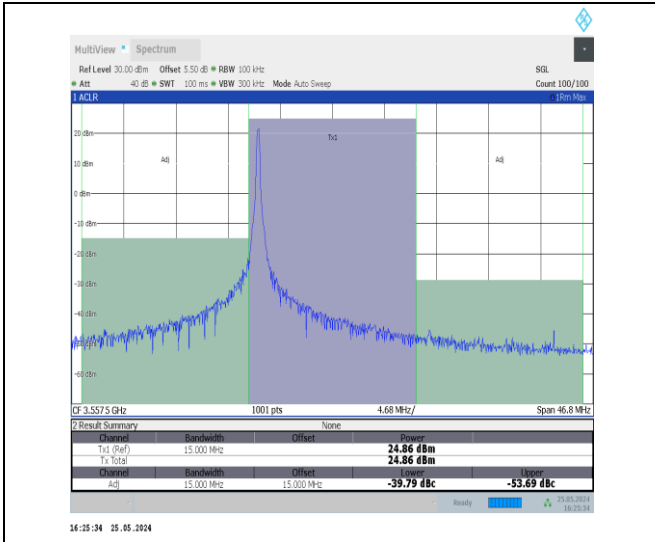 MultiView Spectrum
Ref Level 30.00 dBm Offset 5.50 dB RBW 100 kHz SGL
Att 40 dB SWT 100 ms VBW 300 kHz Mode Auto Sweep Count 100/100
1 ACLR 1Rm Max
Tx1
20 dBm
Adj Adj
10 dBm
0 dBm
-10 dBm
-20 dBm
-30 dBm
-40 dBm
-60 dBm
CF 3.5575 GHz 1001 pts 4.68 MHz/ Span 46.8 MHz
2 Result Summary None
Channel Bandwidth Offset Power
Tx1 (Ref) 15.000 MHz 24.86 dBm
Tx Total 24.86 dBm
Channel Bandwidth Offset Lower Upper
Adj 15.000 MHz 15.000 MHz -39.79 dBc -53.69 dBc
Ready 25.05.2024
16:25:34
16:25:34 25.05.2024